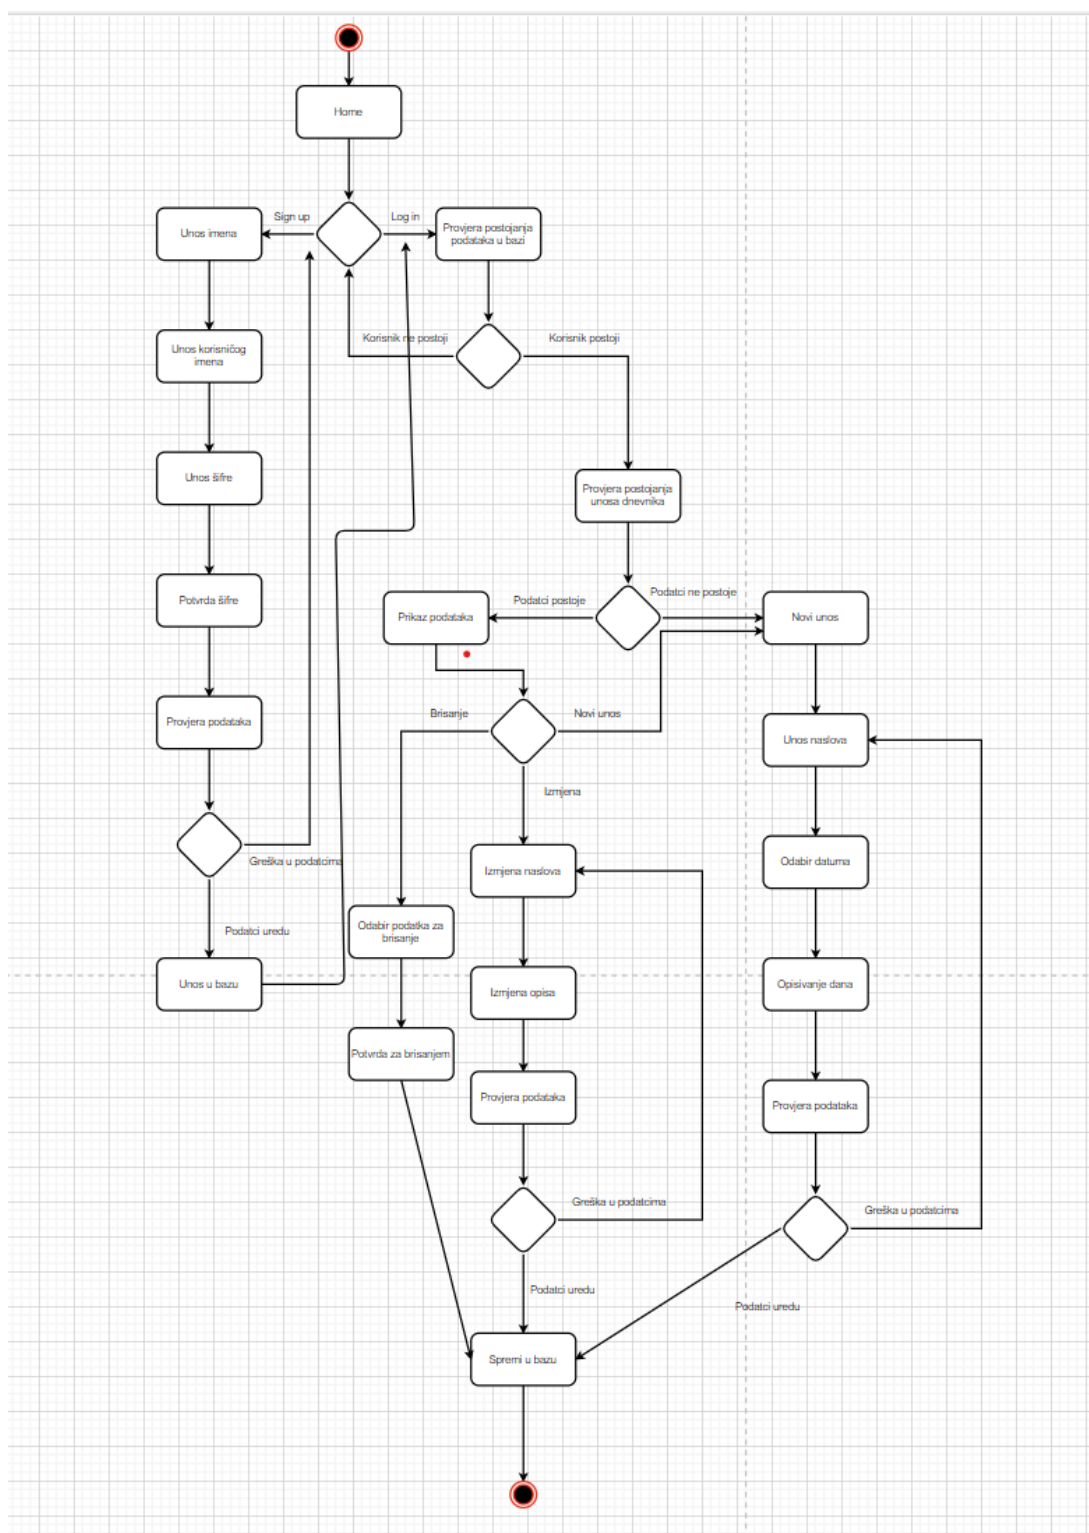 Home
Sign up
Log in
Unos imena
Provjera postojanja
podataka u bazi
Korisnik ne postoji
Korisnik postoji
Unos korisničog
imena
Unos šifre
Provjera postojanja
unosa dnevnika
Potvrda šifre
Podatci postoje
Podatci ne postoje
Prikaz podataka
Novi unos
Provjera podataka
Brisanje
Novi unos
Unos naslova
Izmjena
Greška u podatcima
Izmjena naslova
Odabir datuma
Podatci uredu
Odabir podatka za
brisanje
Unos u bazu
Izmjena opisa
Opisivanje dana
Potvrda za brisanjem
Provjera podataka
Provjera podataka
Greška u podatcima
Greška u podatcima
Podatci uredu
Podatci uredu
Spremi u bazu